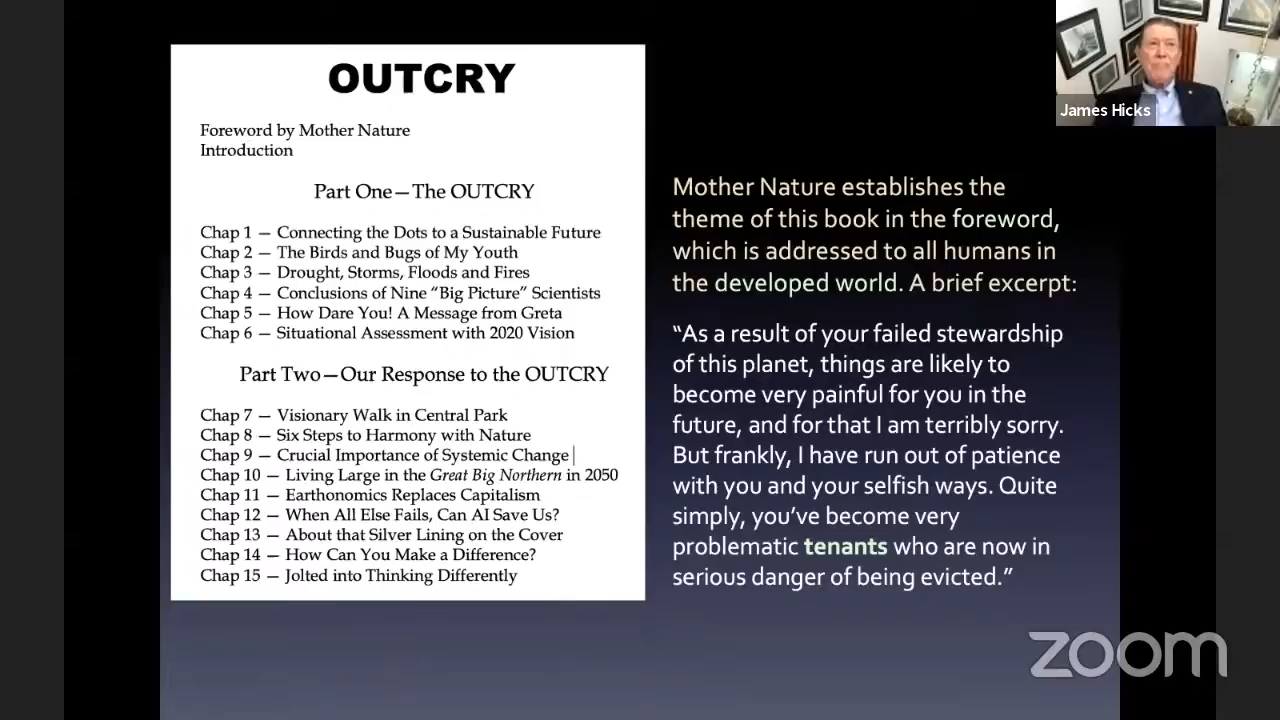 OUTCRY
Foreword by Mother Nature
Introduction
Part One—The OUTCRY
Chap 1 — Connecting the Dots to a Sustainable Future
Chap 2 — The Birds and Bugs of My Youth
Chap 3 — Drought, Storms, Floods and Fires
Chap 4 — Conclusions of Nine “Big Picture” Scientists
Chap 5 — How Dare You! A Message from Greta
Chap 6 — Situational Assessment with 2020 Vision
Part Two—Our Response to the OUTCRY
Chap 7 — Visionary Walk in Central Park
Chap 8 — Six Steps to Harmony with Nature
Chap 9 — Crucial Importance of Systemic Change
Chap 10 — Living Large in the Great Big Northern in 2050
Chap 11 — Earthonomics Replaces Capitalism
Chap 12 — When All Else Fails, Can AI Save Us?
Chap 13 — About that Silver Lining on the Cover
Chap 14 — How Can You Make a Difference?
Chap 15 — Jolted into Thinking Differently
Mother Nature establishes the
theme of this book in the foreword,
which is addressed to all humans in
the developed world. A brief excerpt:
“As a result of your failed stewardship
of this planet, things are likely to
become very painful for you in the
future, and for that I am terribly sorry.
But frankly, I have run out of patience
with you and your selfish ways. Quite
simply, you’ve become very
problematic tenants who are now in
serious danger of being evicted.”
James Hicks
zoom